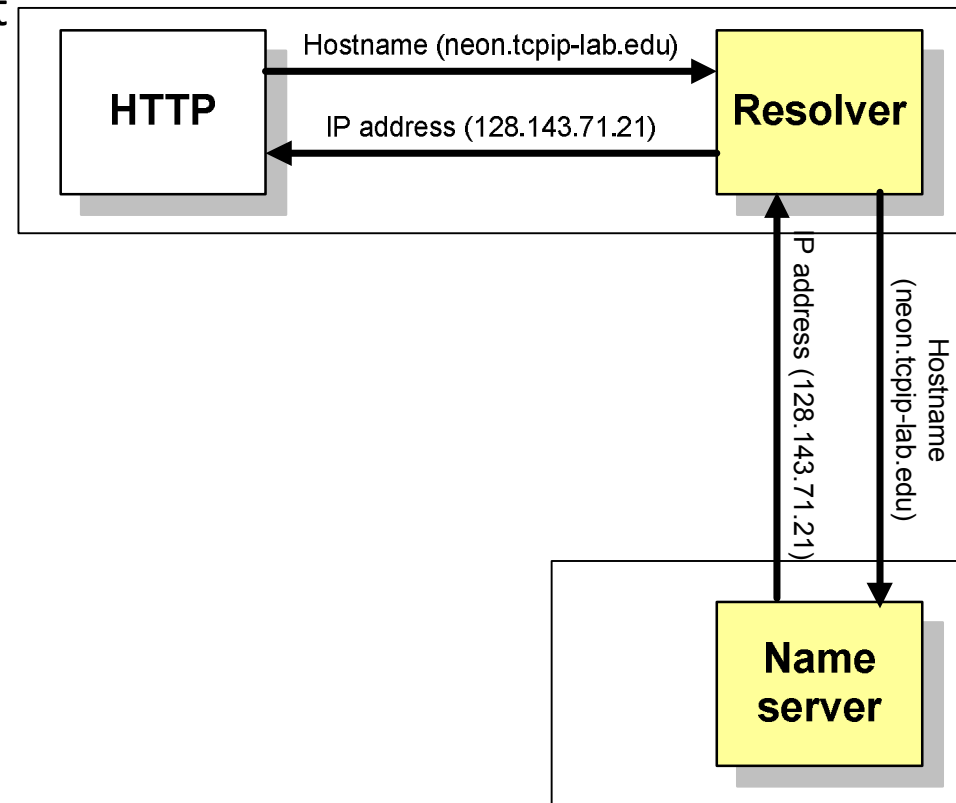 t
Hostname (neon.tcpip-lab.edu)
HTTP
Resolver
IP address (128.143.71.21)
IP address (128.143.71.21)
Hostname
(neon.tcpip-lab.edu)
Name
server